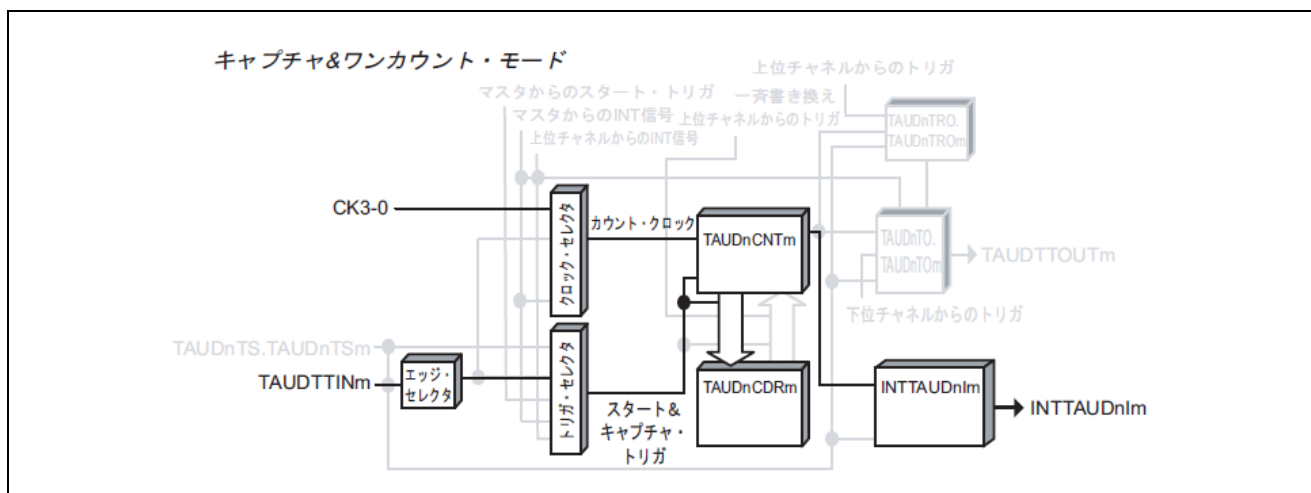 キャプチャ&ワンカウント・モード
上位チャネルからのトリガ
マスタからのスタート・トリガ
一斉書き換え
マスタからのINT信号
上位チャネルからのトリガ
上位チャネルからのINT信号
TAUDnTRO.
TAUDnTROm
CK3-0
クロック・セレクタ
カウント・クロック
TAUDnCNTm
TAUDnTO.
TAUDnTOm
TAUDTTOUTm
下位チャネルからのトリガ
TAUDnTS.TAUDnTSm
TAUDTTINm
エッジ・
セレクタ
トリガ・セレクタ
スタート&
キャプチャ・
トリガ
TAUDnCDRm
INTTAUDnIm
INTTAUDnIm